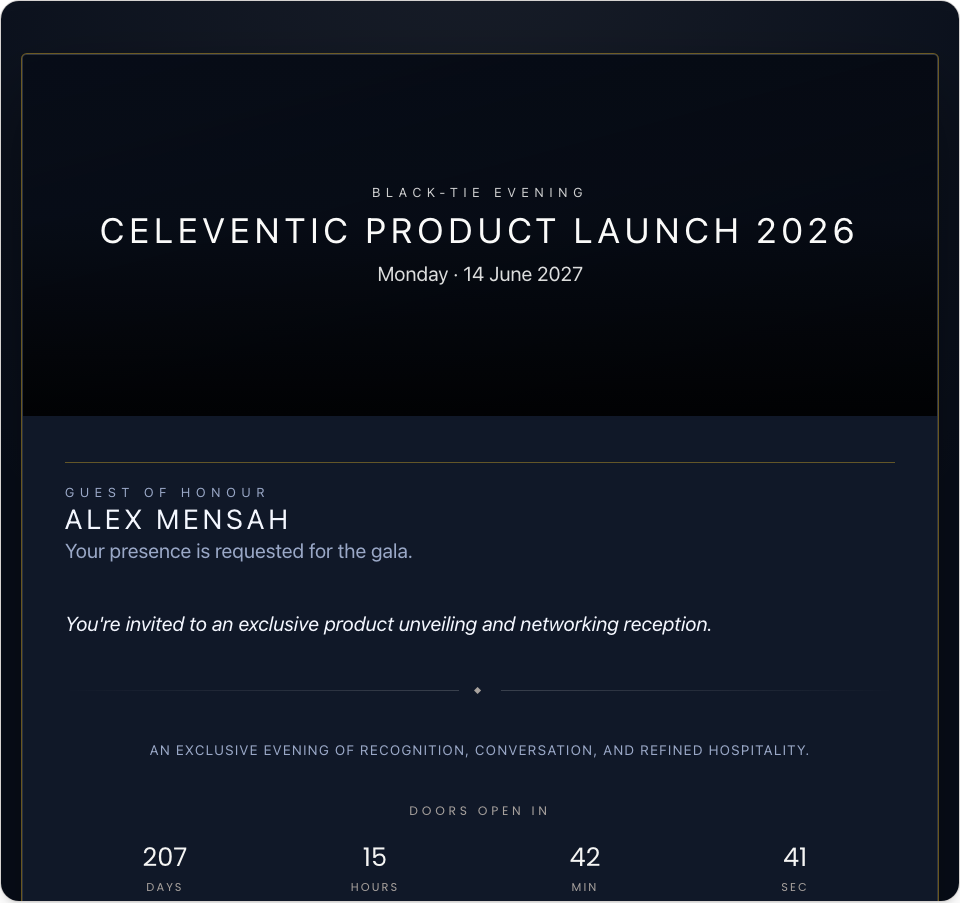 BLACK-TIE EVENING
CELEVENTIC PRODUCT LAUNCH 2026
Monday · 14 June 2027
GUEST OF HONOUR
ALEX MENSAH
Your presence is requested for the gala.
You're invited to an exclusive product unveiling and networking reception.
AN EXCLUSIVE EVENING OF RECOGNITION, CONVERSATION, AND REFINED HOSPITALITY.
DOORS OPEN IN
207 15 42 41
DAYS HOURS MIN SEC